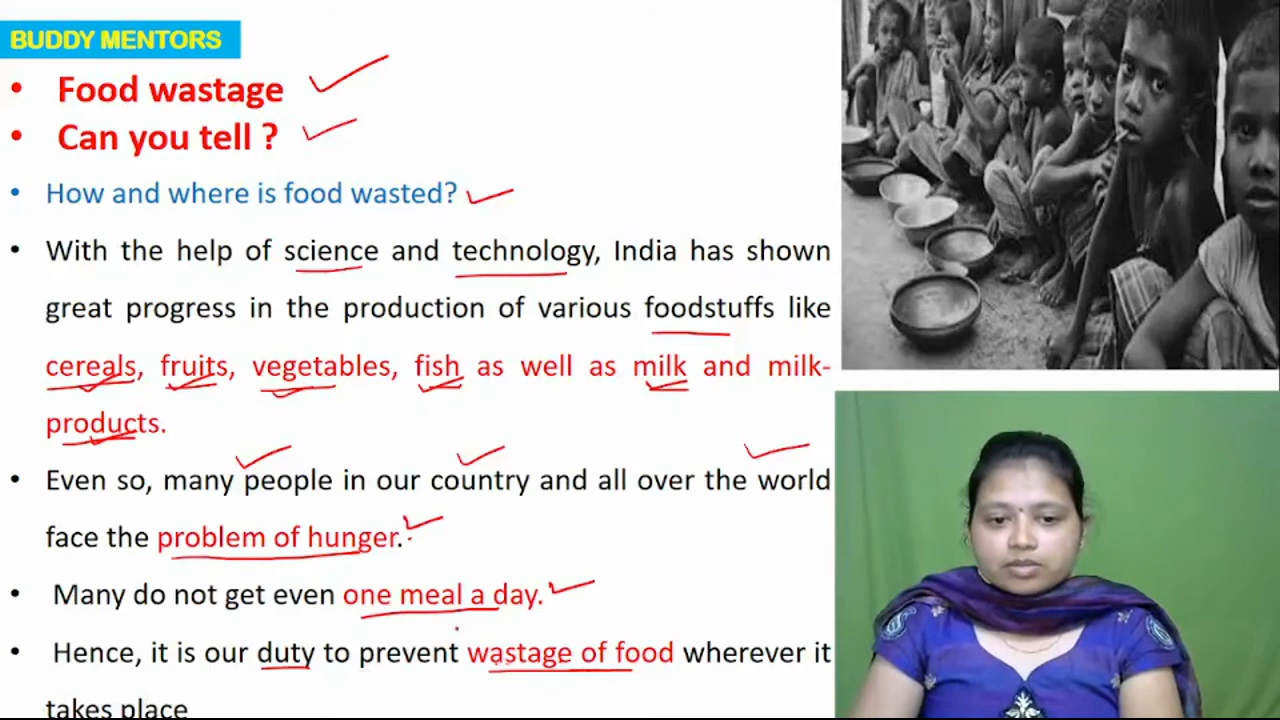 BUDDY MENTORS
• Food wastage
• Can you tell ?
• How and where is food wasted?
• With the help of science and technology, India has shown
great progress in the production of various foodstuffs like
cereals, fruits, vegetables, fish as well as milk and milk-
products.
• Even so, many people in our country and all over the world
face the problem of hunger.
• Many do not get even one meal a day.
• Hence, it is our duty to prevent wastage of food wherever it
takes place